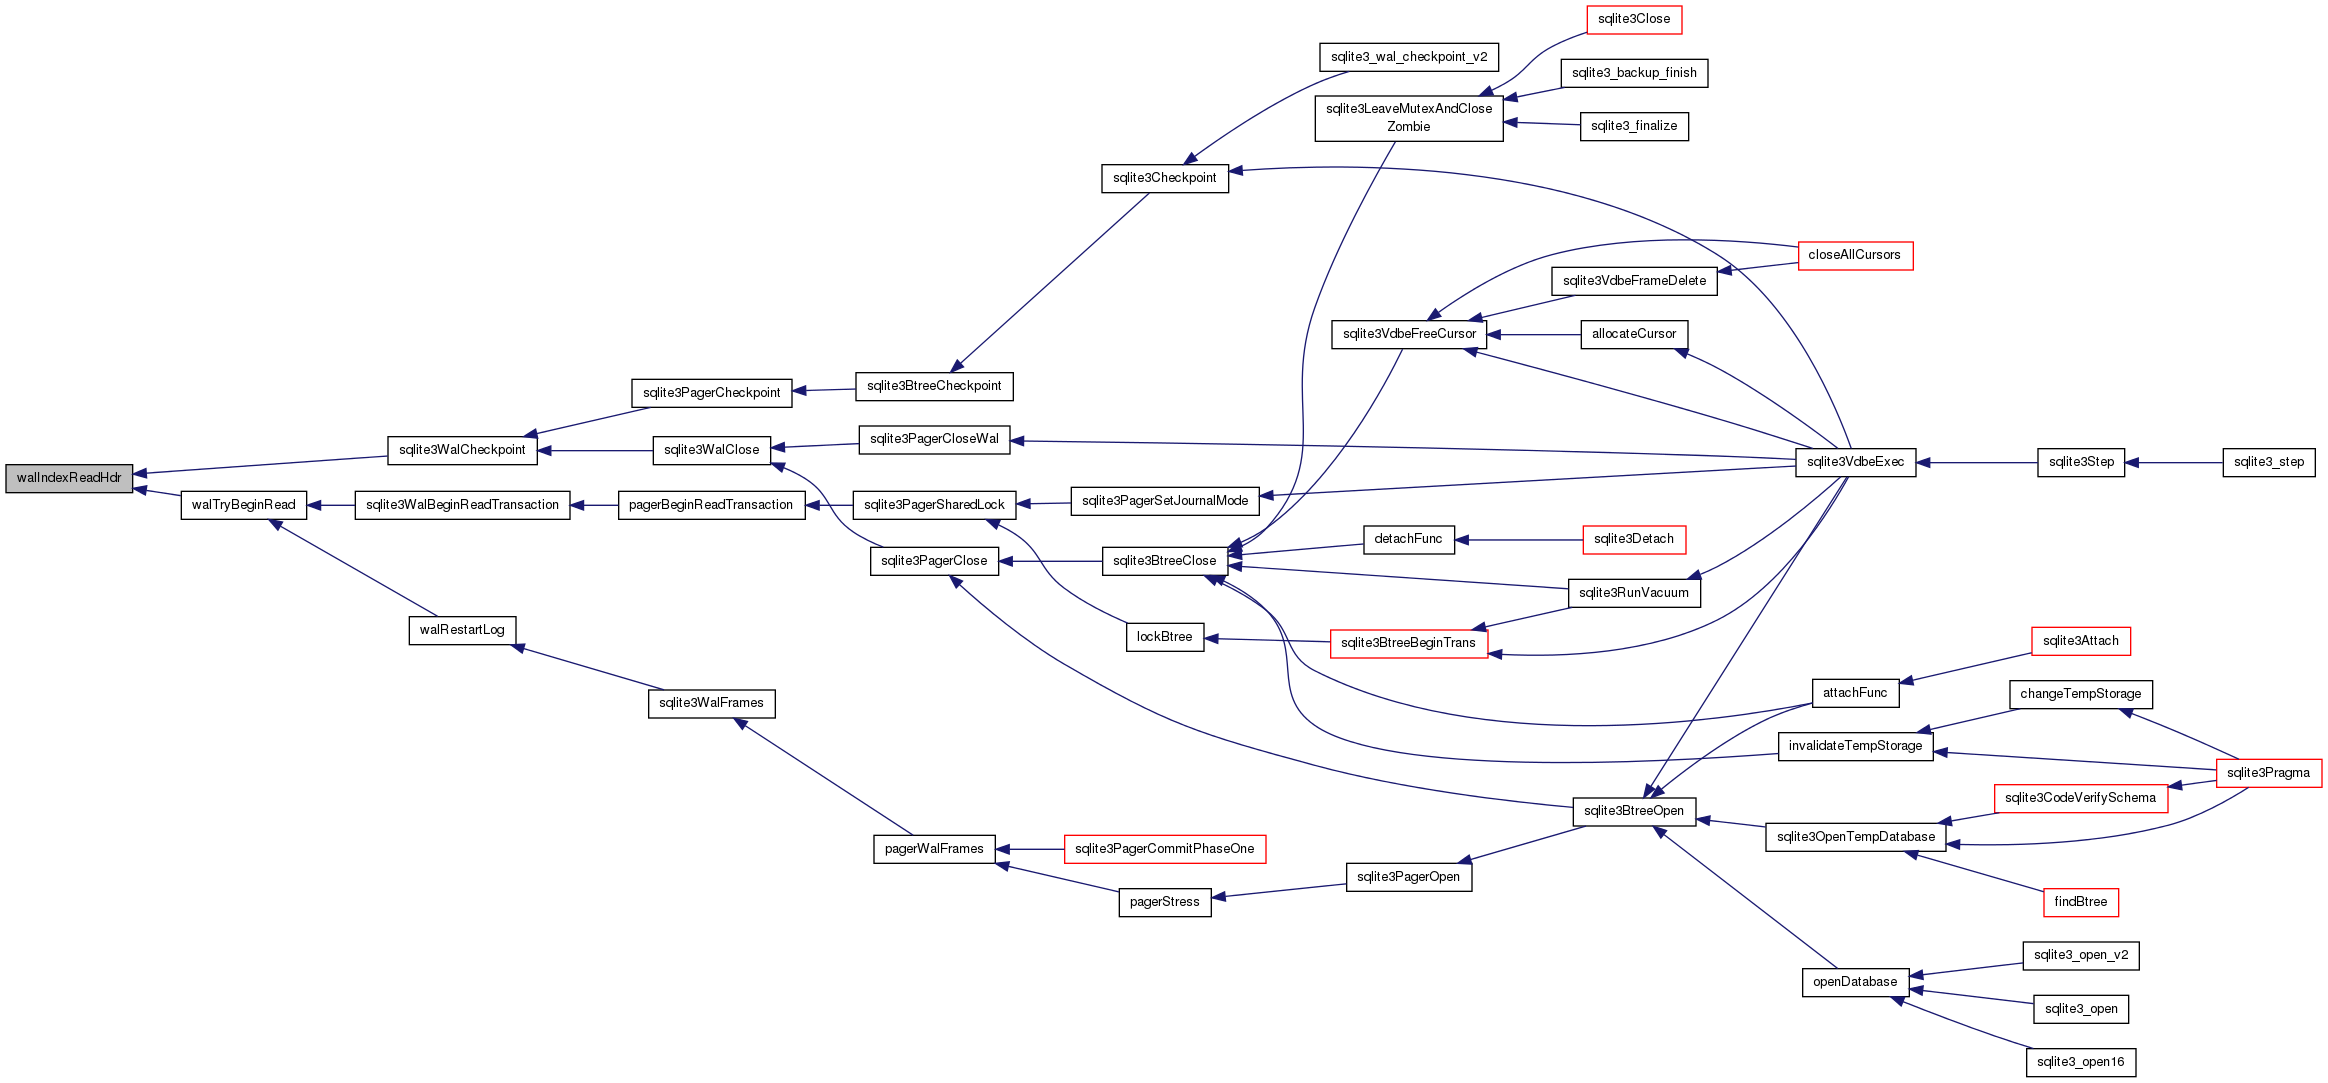 sqlite3Close
sqlite3_wal_checkpoint_v2
sqlite3_backup_finish
sqlite3LeaveMutexAndClose
Zombie
sqlite3_finalize
sqlite3Checkpoint
closeAllCursors
sqlite3VdbeFrameDelete
sqlite3VdbeFreeCursor
allocateCursor
sqlite3PagerCheckpoint
sqlite3BtreeCheckpoint
sqlite3WalCheckpoint
sqlite3WalClose
sqlite3PagerCloseWal
sqlite3VdbeExec
sqlite3Step
sqlite3_step
walIndexReadHdr
walTryBeginRead
sqlite3WalBeginReadTransaction
pagerBeginReadTransaction
sqlite3PagerSharedLock
sqlite3PagerSetJournalMode
detachFunc
sqlite3Detach
sqlite3PagerClose
sqlite3BtreeClose
sqlite3RunVacuum
walRestartLog
lockBtree
sqlite3BtreeBeginTrans
sqlite3Attach
attachFunc
changeTempStorage
sqlite3WalFrames
invalidateTempStorage
sqlite3Pragma
sqlite3CodeVerifySchema
sqlite3BtreeOpen
sqlite3OpenTempDatabase
pagerWalFrames
sqlite3PagerCommitPhaseOne
sqlite3PagerOpen
pagerStress
findBtree
sqlite3_open_v2
openDatabase
sqlite3_open
sqlite3_open16